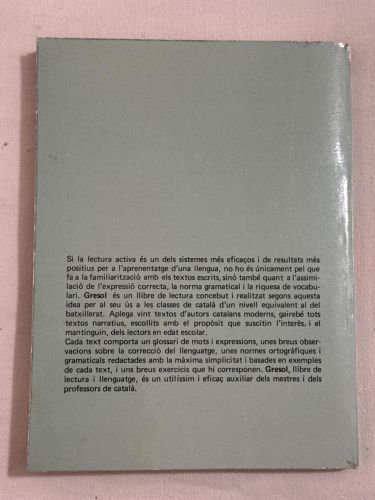 Si la lectura activa és un dels sistemes més eficaços i de resultats més
positius per a l'aprenentatge d'una llengua, no ho és únicament pel que
fa a la familiarització amb els textos escrits, sinó també quant a l'assimi-
lació de l'expressió correcta, la norma gramatical i la riquesa de vocabu-
lari. Gresol és un llibre de lectura concebut i realitzat segons aquesta
idea per al seu ús a les classes de català d'un nivell equivalent al del
batxillerat. Aplega vint textos d'autors catalans moderns, gairebé tots
textos narratius, escollits amb el propòsit que suscitin l'interès, i el
mantinguin, dels lectors en edat escolar.
Cada text comporta un glossari de mots i expressions, unes breus obser-
vacions sobre la correcció del llenguatge, unes normes ortogràfiques i
gramaticals redactades amb la màxima simplicitat i basades en exemples
de cada text, i uns breus exercicis que hi corresponen. Gresol, llibre de
lectura i llenguatge, és un utilíssim i eficaç auxiliar dels mestres i dels
professors de català.